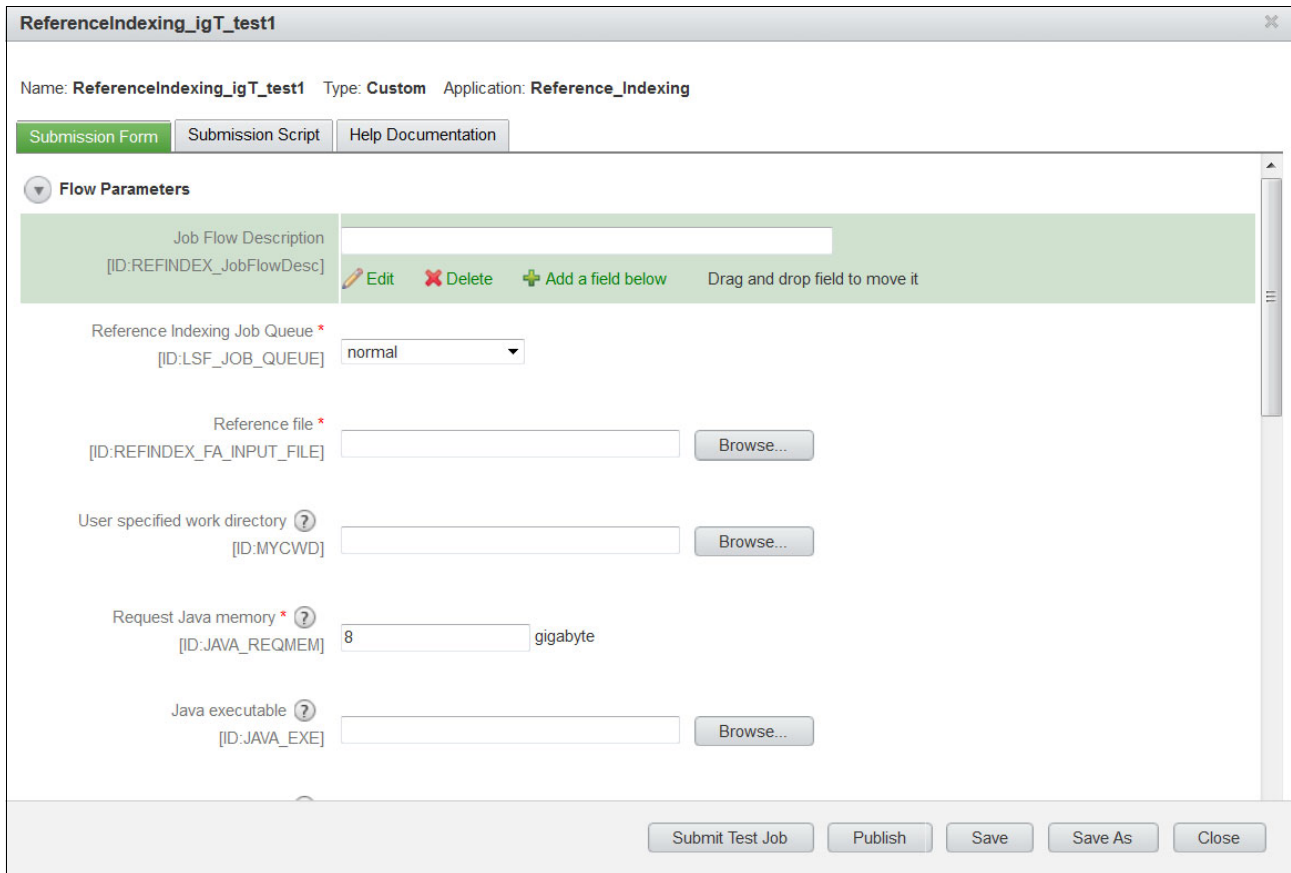 ReferenceIndexing_igT_test1
Name: ReferenceIndexing_igT_test1 Type: Custom Application: Reference_Indexing
Submission Form Submission Script Help Documentation
Flow Parameters
Job Flow Description
[ID:REFINDEX_JobFlowDesc]
Edit Delete Add a field below Drag and drop field to move it
Reference Indexing Job Queue *
[ID:LSF_JOB_QUEUE]
normal
Reference file *
[ID:REFINDEX_FA_INPUT_FILE]
Browse...
User specified work directory ?
[ID:MYCWD]
Browse...
Request Java memory * ?
[ID:JAVA_REQMEM]
8 gigabyte
Java executable ?
[ID:JAVA_EXE]
Browse...
Submit Test Job Publish Save Save As Close